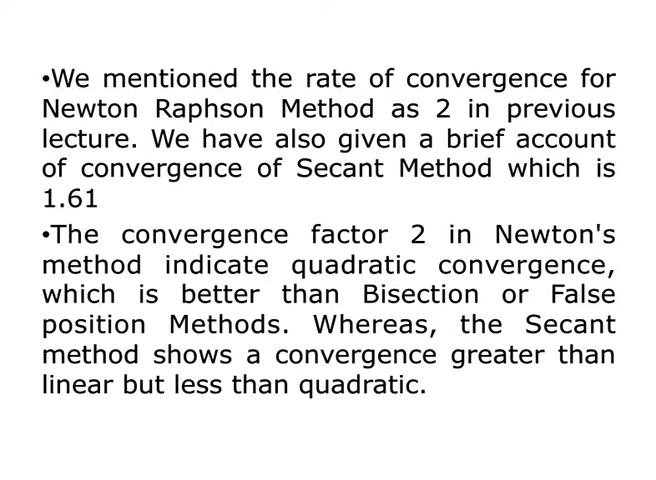 •We mentioned the rate of convergence for
Newton Raphson Method as 2 in previous
lecture. We have also given a brief account
of convergence of Secant Method which is
1.61
•The convergence factor 2 in Newton's
method indicate quadratic convergence,
which is better than Bisection or False
position Methods. Whereas, the Secant
method shows a convergence greater than
linear but less than quadratic.